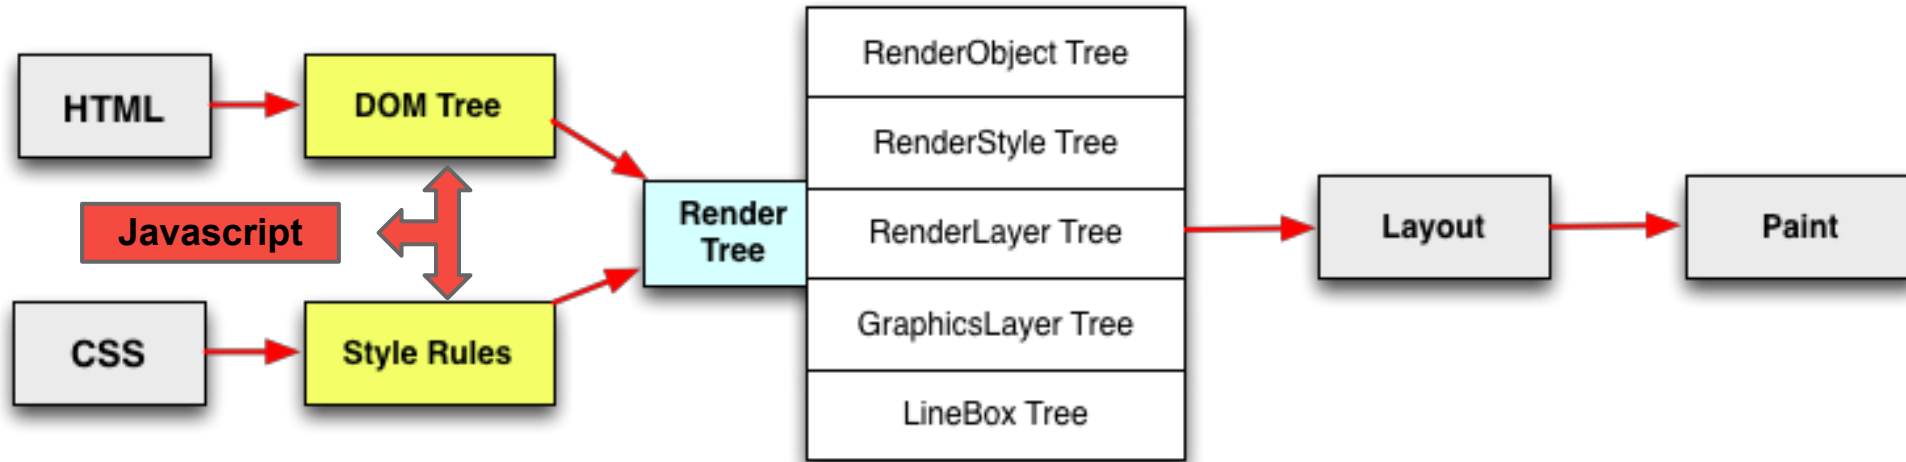 HTML
DOM Tree
Javascript
CSS
Style Rules
Render
Tree
RenderObject Tree
RenderStyle Tree
RenderLayer Tree
GraphicsLayer Tree
LineBox Tree
Layout
Paint